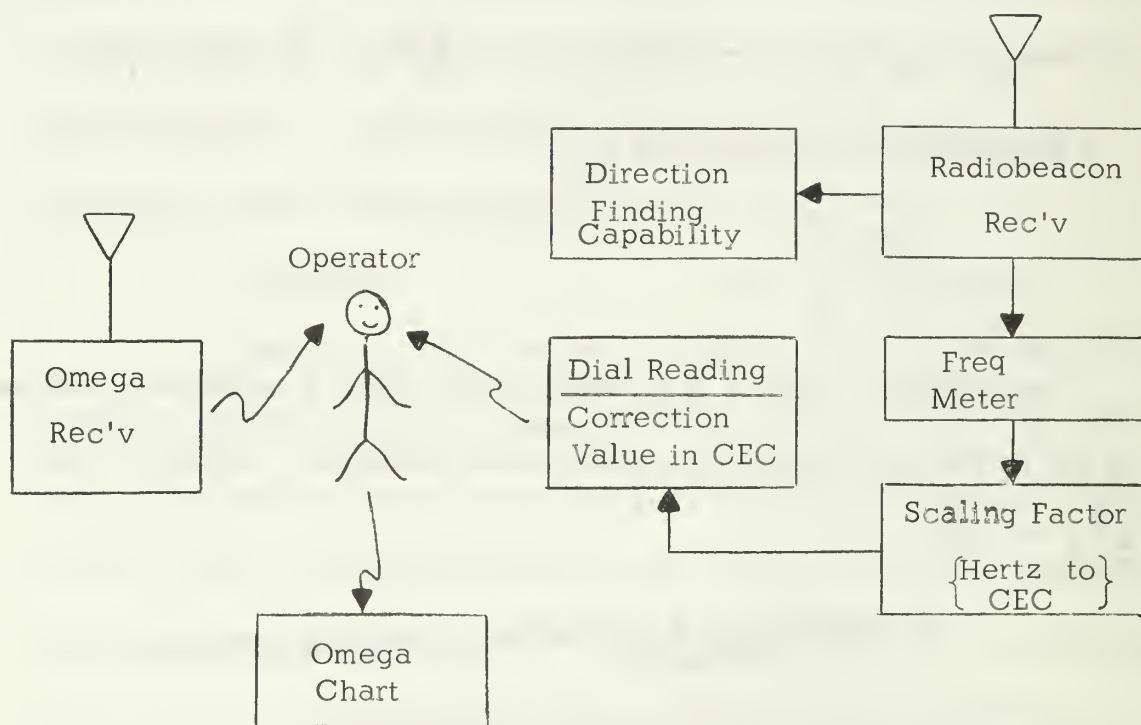 Direction
Finding
Capability
Radiobeacon
Rec'v
Operator
Omega
Rec'v
Dial Reading
Correction
Value in CEC
Freq
Meter
Scaling Factor
{Hertz to
CEC}
Omega
Chart